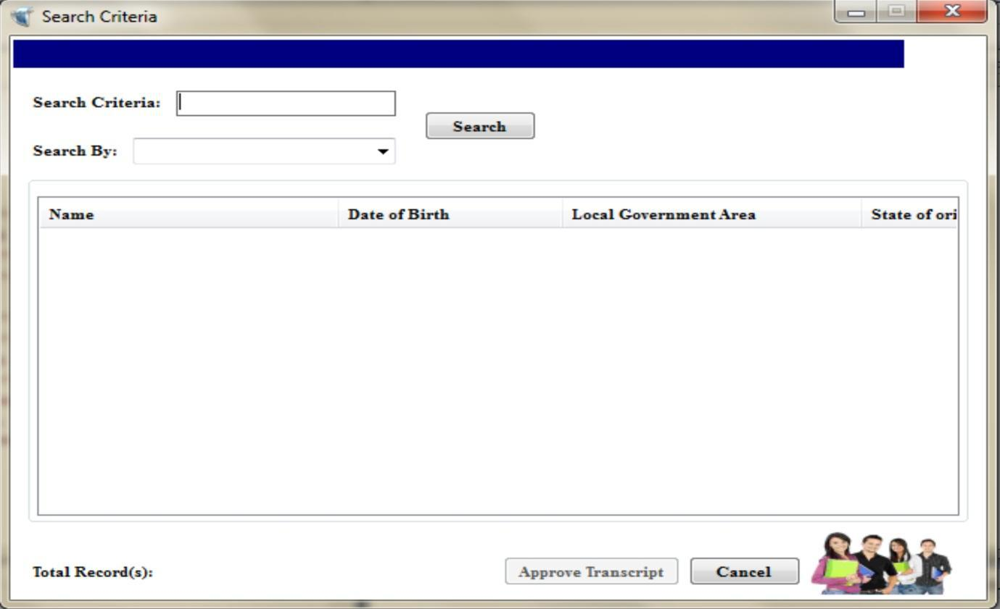 Search Criteria
Search Criteria:
Search
Search By:
Name Date of Birth Local Government Area State of ori
Total Record(s): Approve Transcript Cancel